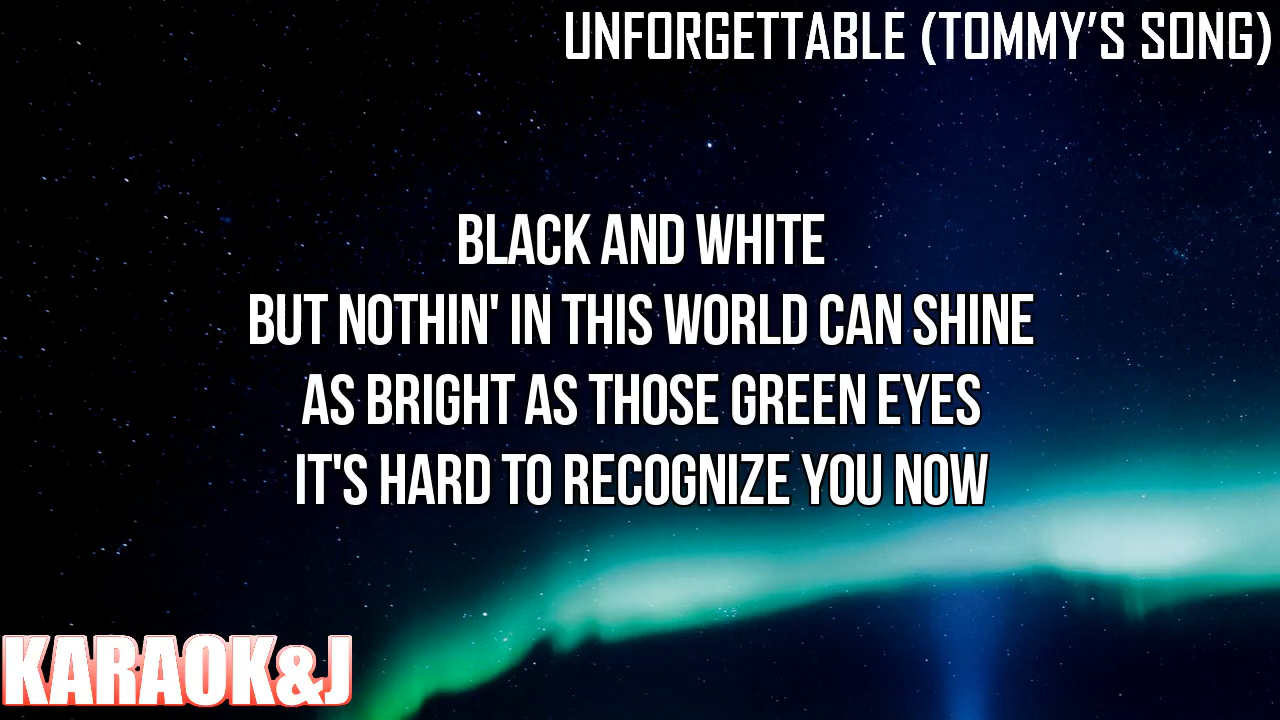 UNFORGETTABLE (TOMMY’S SONG)
BLACK AND WHITE
BUT NOTHIN' IN THIS WORLD CAN SHINE
AS BRIGHT AS THOSE GREEN EYES
IT'S HARD TO RECOGNIZE YOU NOW
KARAOK&J